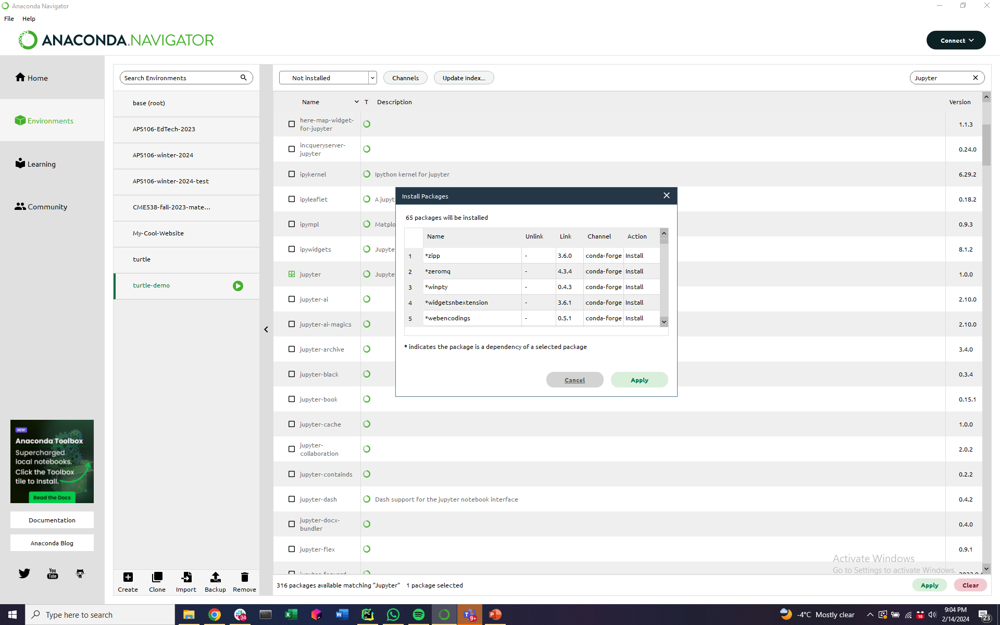 Anaconda Navigator
File Help
ANACONDA.NAVIGATOR
Connect
Home
Environments
Learning
Community
NEW
Anaconda Toolbox
Supercharged
local notebooks.
Click the Toolbox
tile to Install.
Read the Docs
Documentation
Anaconda Blog
You
Tube
Search Environments
base (root)
APS106-EdTech-2023
APS106-winter-2024
APS106-winter-2024-test
CME538-fall-2023-mate...
My-Cool-Website
turtle
turtle-demo
Create Clone Import Backup Remove
Not installed Channels Update index... Jupyter
Name T Description Version
here-map-widget-
for-jupyter 1.1.3
incqueryserver-
jupyter 0.24.0
ipykernel Ipython kernel for jupyter 6.29.2
ipyleaflet A jupyt 0.18.2
ipympl Matplo 0.9.3
ipywidgets Jupyte 8.1.2
jupyter Jupyte 1.0.0
jupyter-ai 2.10.0
jupyter-ai-magics 2.10.0
jupyter-archive 3.4.0
jupyter-black 0.3.4
jupyter-book 0.15.1
jupyter-cache 1.0.0
jupyter-
collaboration 2.0.2
jupyter-containds 0.2.2
jupyter-dash Dash support for the jupyter notebook interface 0.4.2
jupyter-docx-
bundler 0.4.0
jupyter-flex 0.9.1
Install Packages
65 packages will be installed
Name Unlink Link Channel Action
1 *zipp - 3.6.0 conda-forge Install
2 *zeromq - 4.3.4 conda-forge Install
3 *winpty - 0.4.3 conda-forge Install
4 *widgetsnbextension - 3.6.1 conda-forge Install
5 *webencodings - 0.5.1 conda-forge Install
* indicates the package is a dependency of a selected package
Cancel Apply
Activate Windows
Go to Settings to activate Windows.
316 packages available matching "Jupyter" 1 package selected
Apply Clear
Type here to search
34
PC
9+
-4°C Mostly clear
10
9:04 PM
2/14/2024
23